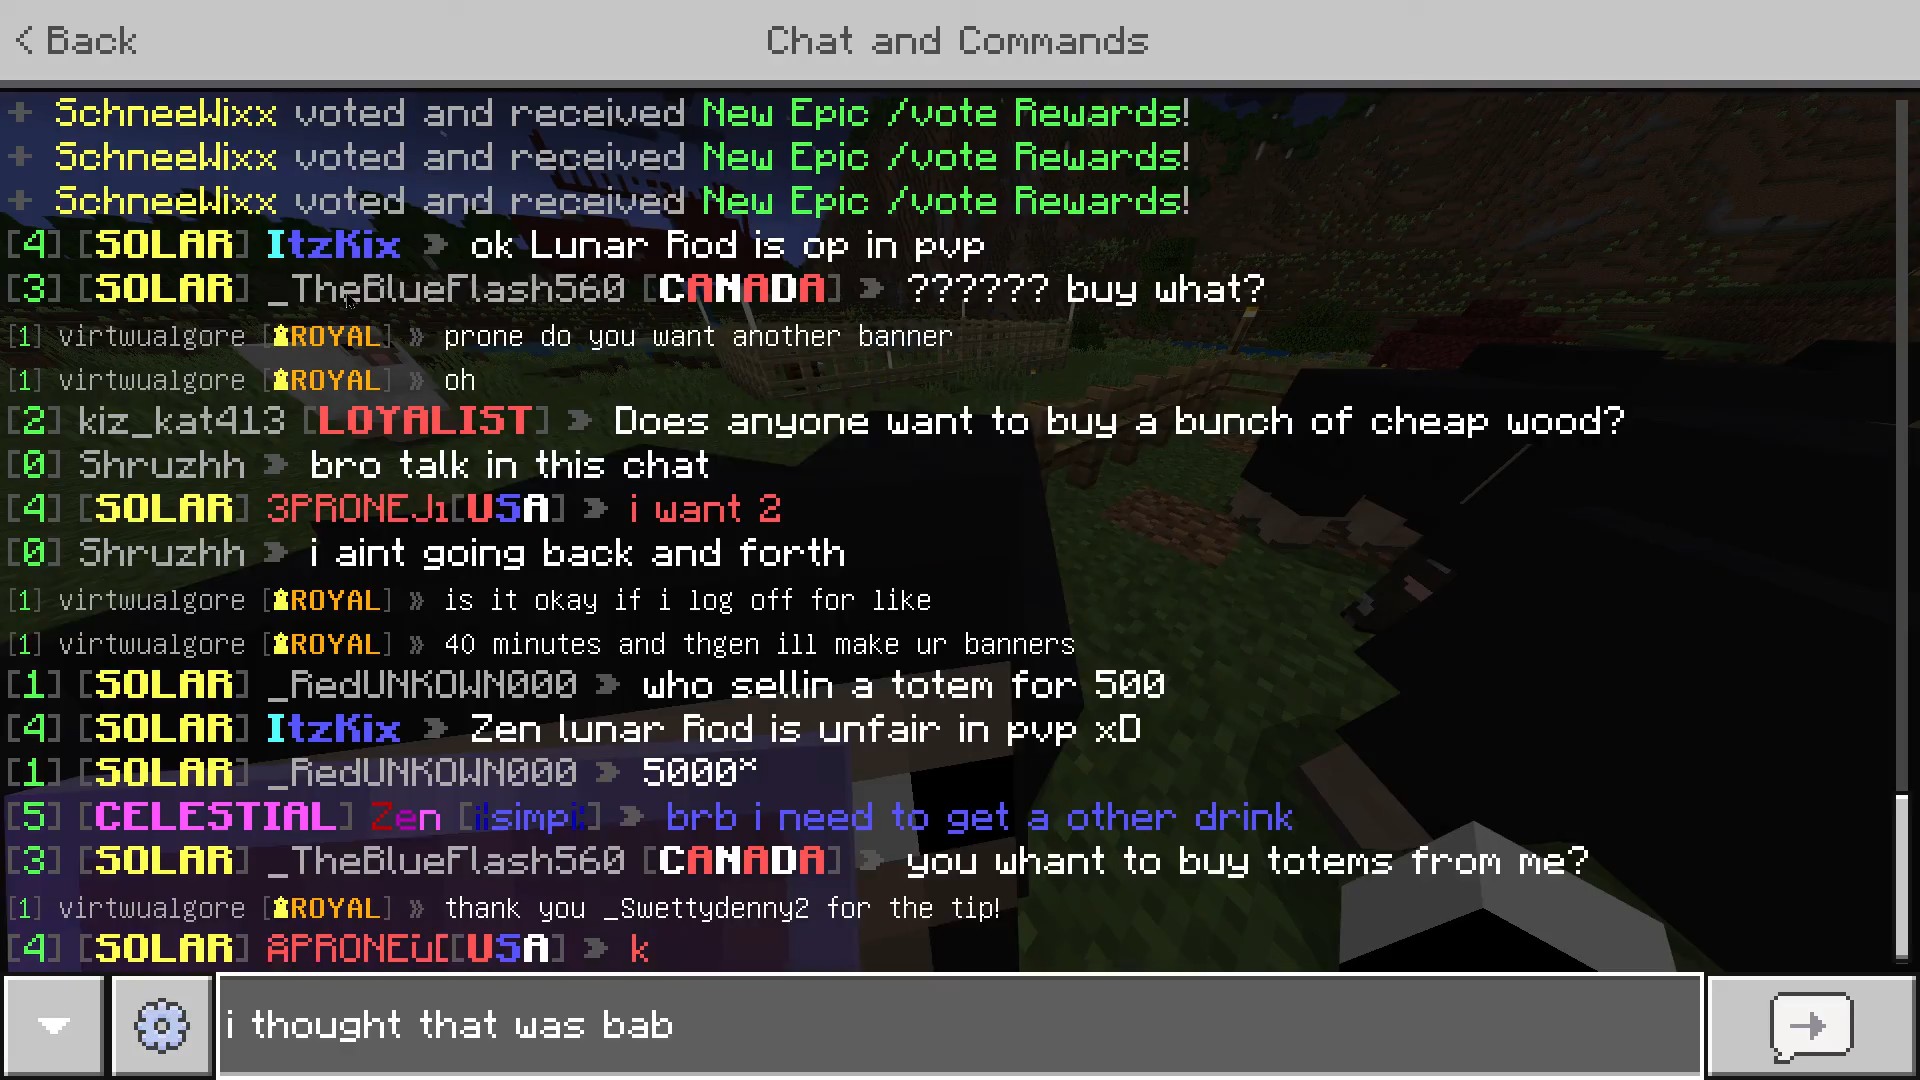 < Back
Chat and Commands
+ SchneeWixx voted and received New Epic /vote Rewards!
+ SchneeWixx voted and received New Epic /vote Rewards!
+ SchneeWixx voted and received New Epic /vote Rewards!
[4] [SOLAR] ItzKix » ok Lunar Rod is op in pvp
[3] [SOLAR] _TheBlueFlash560 [CANADA] » ?????? buy what?
[1] virtwualgore [ROYAL] » prone do you want another banner
[1] virtwualgore [ROYAL] » oh
[2] kiz_kat413 [LOYALIST] » Does anyone want to buy a bunch of cheap wood?
[0] Shruzhh » bro talk in this chat
[4] [SOLAR] 3PRONEJı[USA] » i want 2
[0] Shruzhh » i aint going back and forth
[1] virtwualgore [ROYAL] » is it okay if i log off for like
[1] virtwualgore [ROYAL] » 40 minutes and thgen ill make ur banners
[1] [SOLAR] _RedUNKOWN000 » who sellin a totem for 500
[4] [SOLAR] ItzKix » Zen lunar Rod is unfair in pvp xD
[1] [SOLAR] _RedUNKOWN000 » 5000*
[5] [CELESTIAL] Zen [simp] » brb i need to get a other drink
[3] [SOLAR] _TheBlueFlash560 [CANADA] » you whant to buy totems from me?
[1] virtwualgore [ROYAL] » thank you _Swettydenny2 for the tip!
[4] [SOLAR] PRONE [USA] » k
i thought that was bab